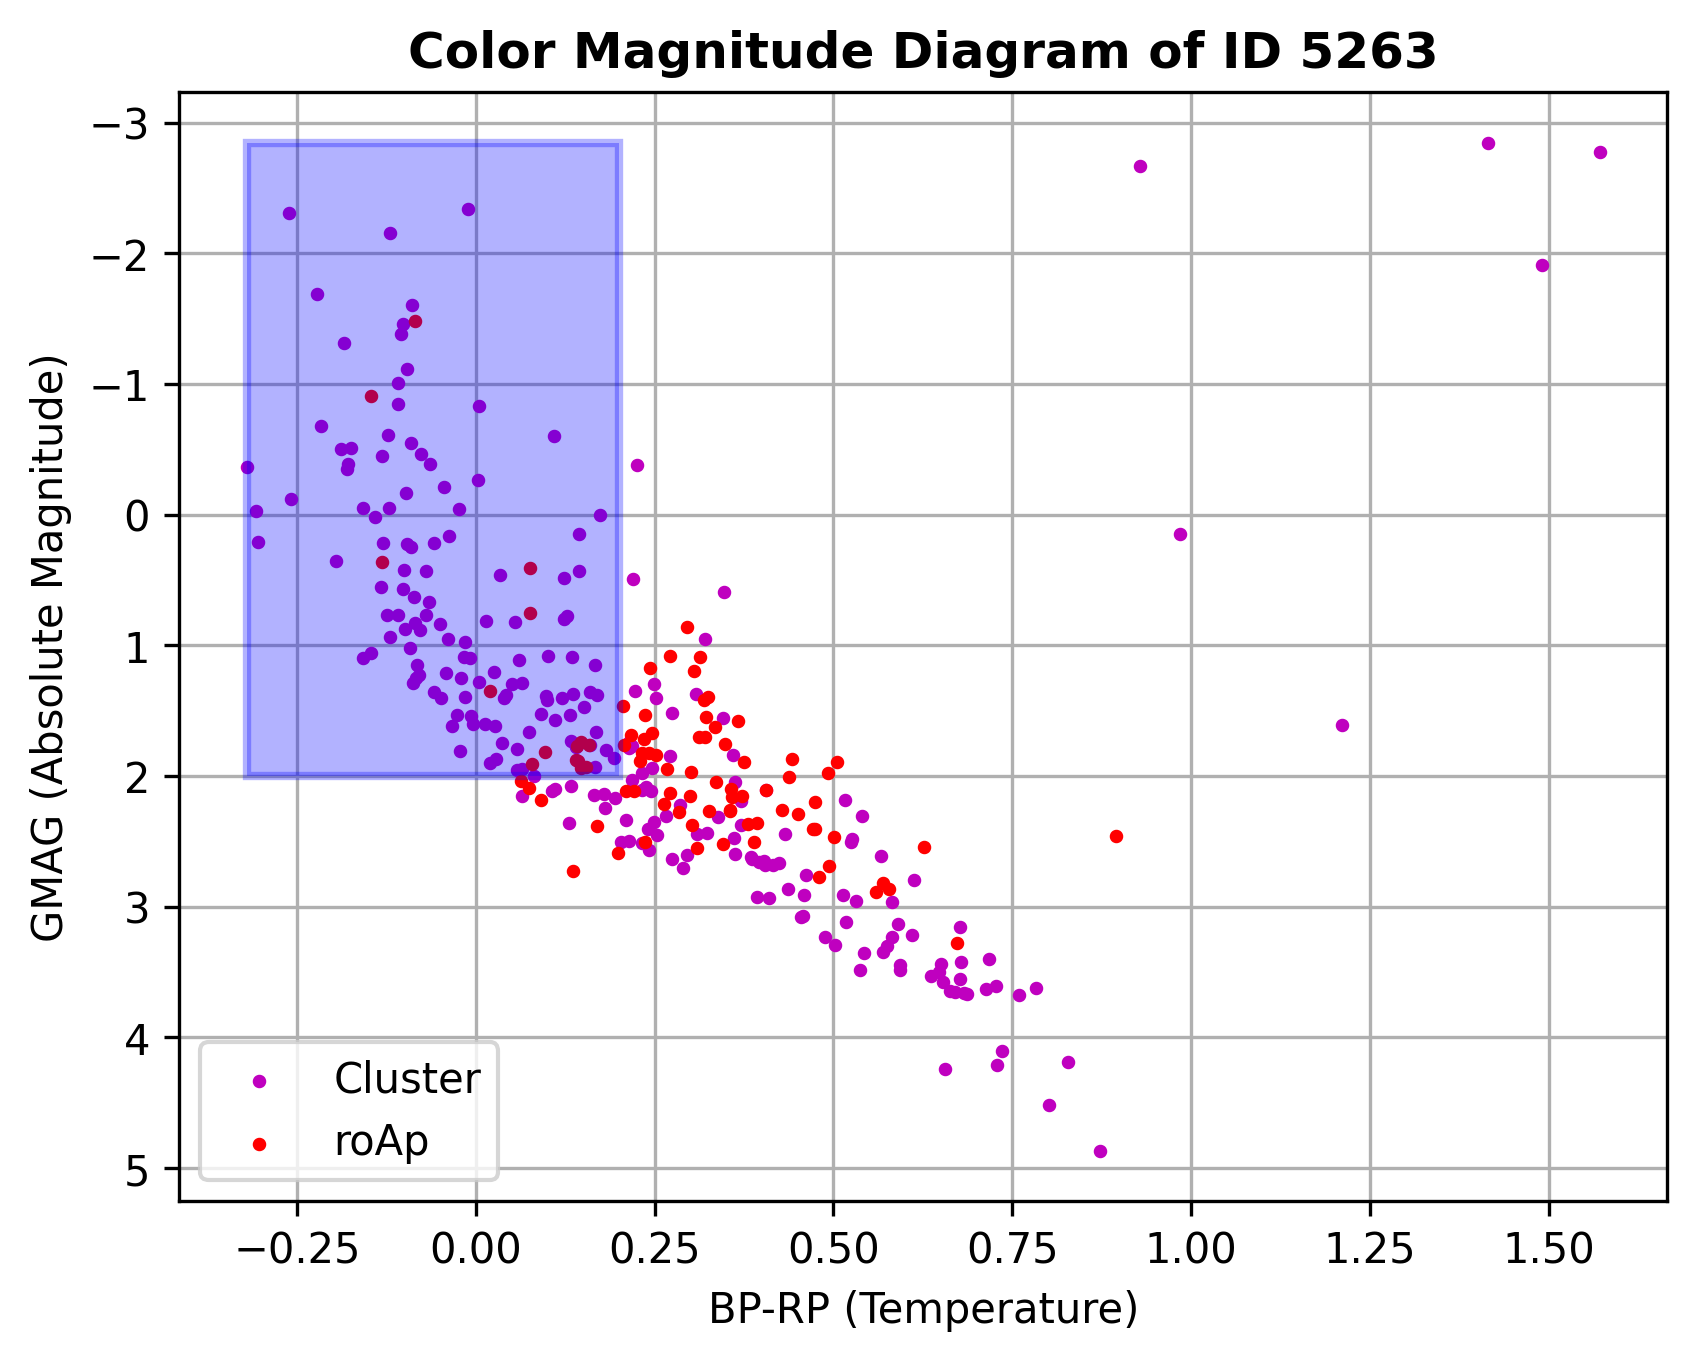 Color Magnitude Diagram of ID 5263
GMAG (Absolute Magnitude)
−3
−2
−1
0
1
2
3
4
5
Cluster
roAp
−0.25 0.00 0.25 0.50 0.75 1.00 1.25 1.50
BP-RP (Temperature)